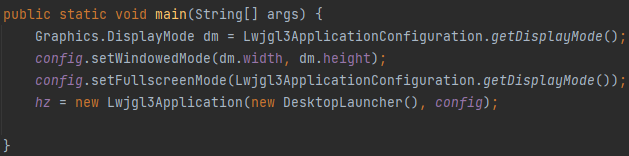 public static void main(String[] args) {
    Graphics.DisplayMode dm = Lwjgl3ApplicationConfiguration.getDisplayMode();
    config.setWindowedMode(dm.width, dm.height);
    config.setFullscreenMode(Lwjgl3ApplicationConfiguration.getDisplayMode());
    hz = new Lwjgl3Application(new DesktopLauncher(), config);
}